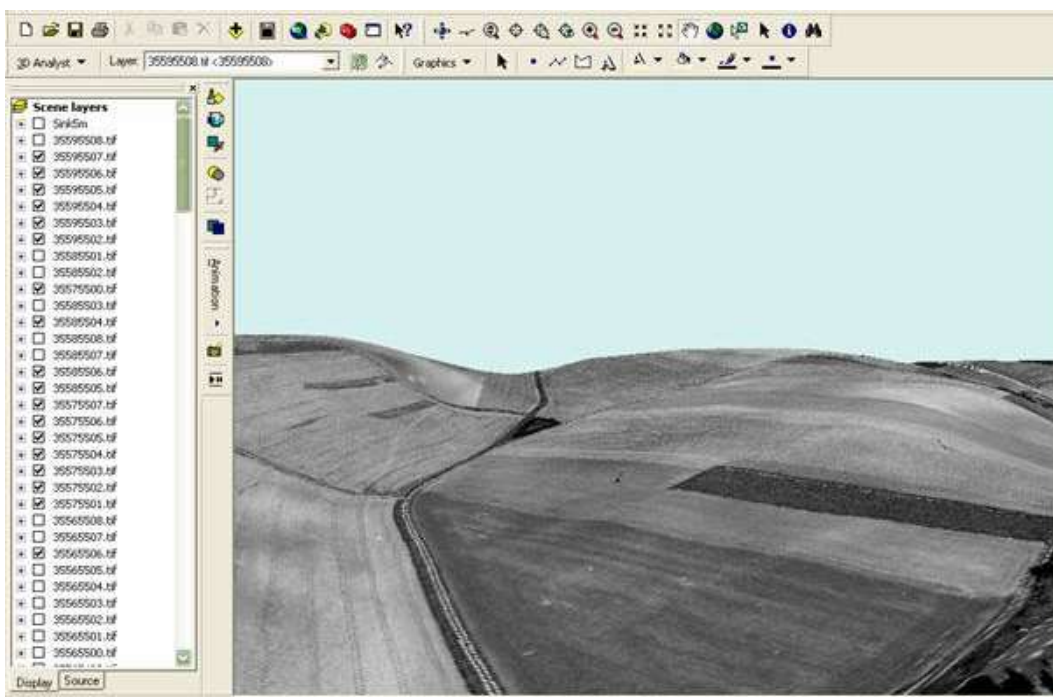 3D Analyst Layer: 35595508.tif <35595508> Graphics
Scene layers
SinkSm
35595508.tif
35595507.tif
35595506.tif
35595505.tif
35595504.tif
35595503.tif
35595502.tif
35585501.tif
35585502.tif
35575500.tif
35585503.tif
35585504.tif
35585508.tif
35585507.tif
35585506.tif
35585505.tif
35575507.tif
35575506.tif
35575505.tif
35575504.tif
35575503.tif
35575502.tif
35575501.tif
35565508.tif
35565507.tif
35565506.tif
35565505.tif
35565504.tif
35565503.tif
35565502.tif
35565501.tif
35565500.tif
Display Source
Animation